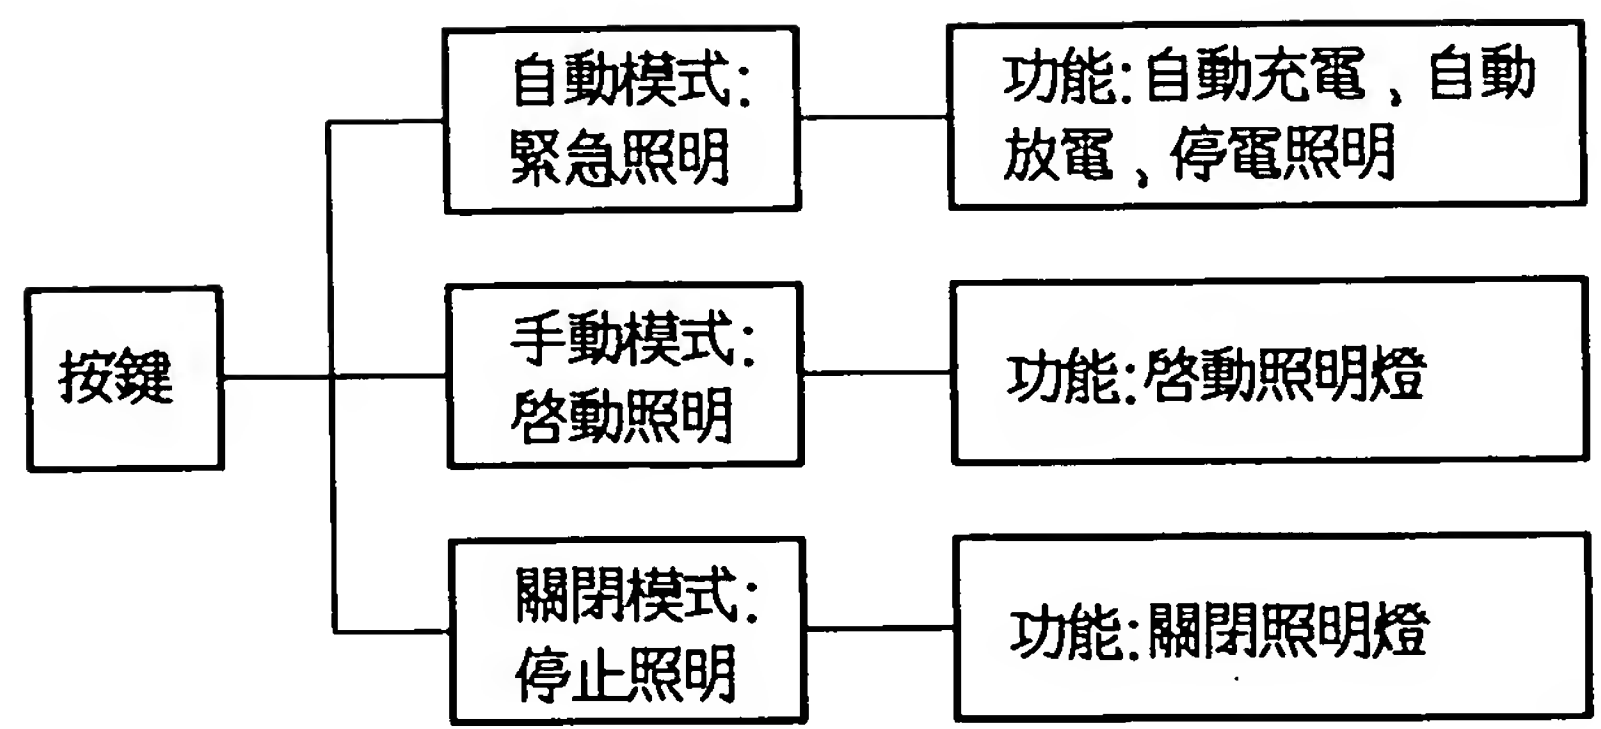 按鍵
自動模式:
緊急照明
功能:自動充電、自動
放電、停電照明
手動模式:
啓動照明
功能:啓動照明燈
關閉模式:
停止照明
功能:關閉照明燈